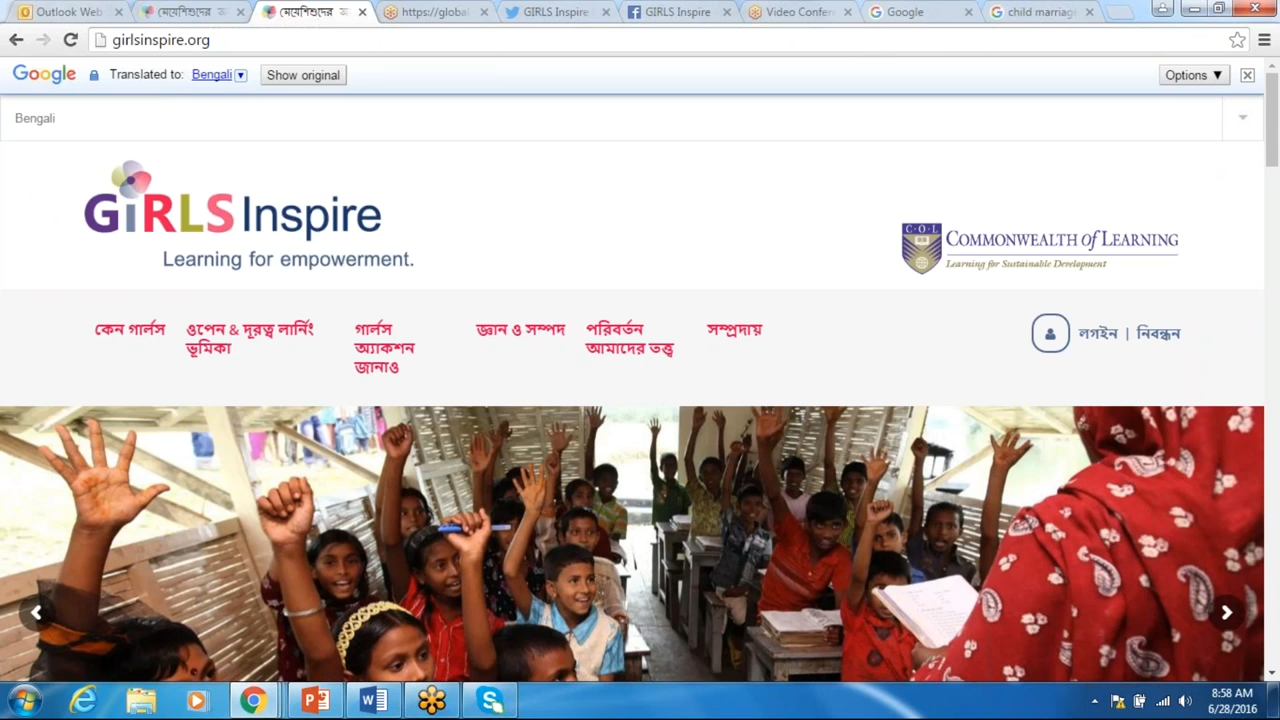 Outlook Web
মেয়েশিশুদের
মেয়েশিশুদের
https://global
GIRLS Inspire
GIRLS Inspire
Video Confer
Google
child marriag
girlsinspire.org
Google Translated to: Bengali Show original Options ▼
Bengali
GiRLS Inspire
Learning for empowerment.
C·O·L
COMMONWEALTH of LEARNING
Learning for Sustainable Development
কেন গার্লস
ওপেন & দূরত্ব লার্নিং
ভূমিকা
গার্লস
অ্যাকশন
জানাও
জ্ঞান ও সম্পদ
পরিবর্তন
আমাদের তত্ত্ব
সম্প্রদায়
লগইন | নিবন্ধন
8:58 AM
6/28/2016